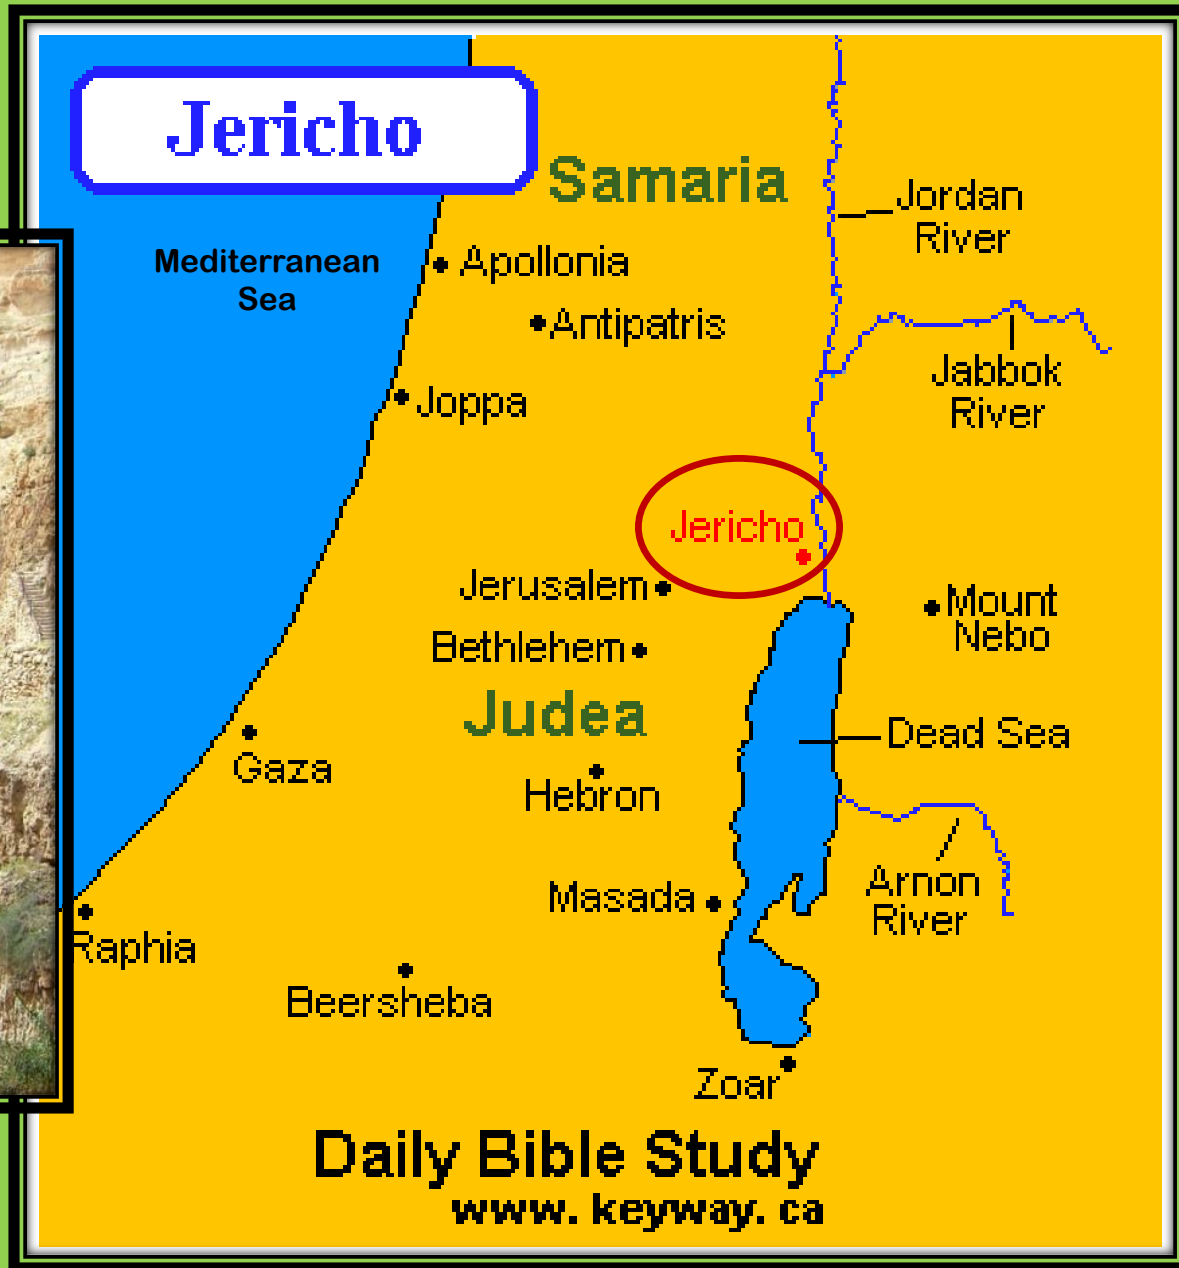 Jericho
Samaria
Jordan
River
Mediterranean
Sea
Apollonia
Antipatris
Jabbok
River
Joppa
Jericho
Jerusalem
Mount
Nebo
Bethlehem
Judea
Dead Sea
Gaza
Hebron
Arnon
River
Masada
Raphia
Beersheba
Zoar
Daily Bible Study
www. keyway. ca